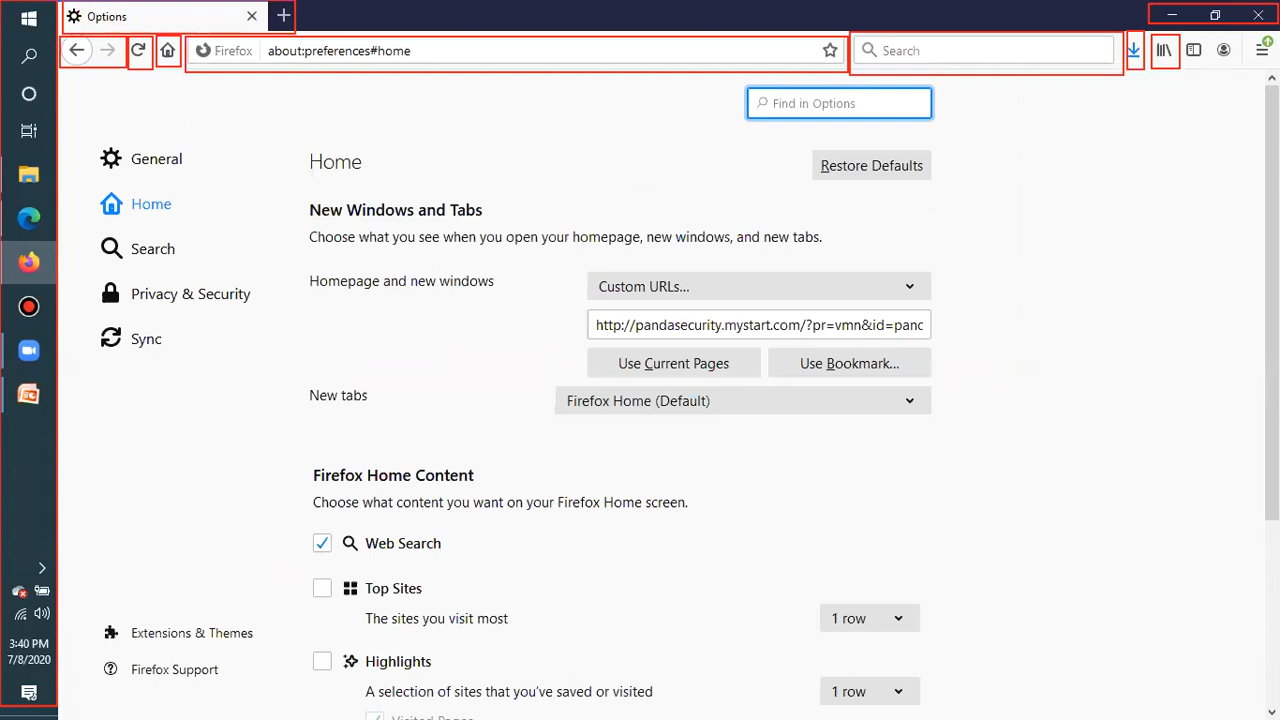 Options
Firefox about:preferences#home
Search
Find in Options
General
Home
Search
Privacy & Security
Sync
Home
Restore Defaults
New Windows and Tabs
Choose what you see when you open your homepage, new windows, and new tabs.
Homepage and new windows
Custom URLs...
http://pandasecurity.mystart.com/?pr=vmn&id=panc
Use Current Pages
Use Bookmark...
New tabs
Firefox Home (Default)
Firefox Home Content
Choose what content you want on your Firefox Home screen.
Web Search
Top Sites
The sites you visit most
1 row
Highlights
A selection of sites that you've saved or visited
1 row
Visited Pages
Extensions & Themes
Firefox Support
3:40 PM
7/8/2020